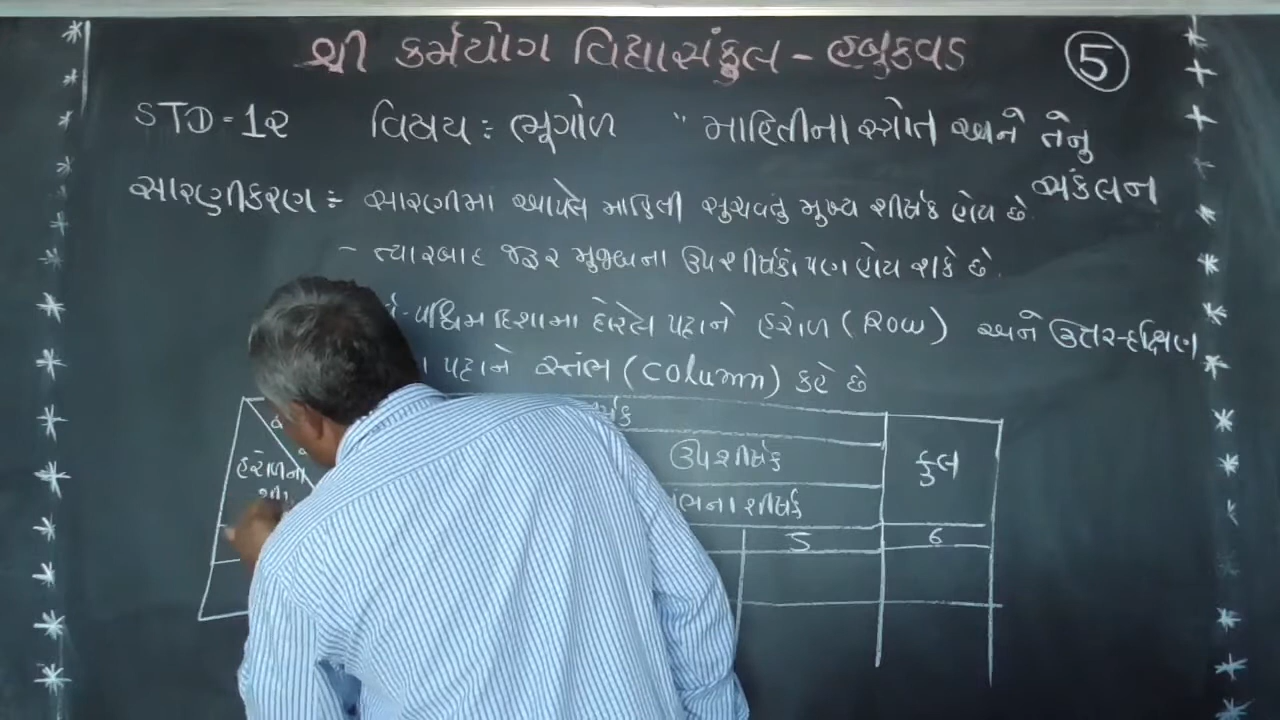 શ્રી કર્મયોગ વિદ્યાસંકુલ - હબુકવડ
5
STD = 1૨ વિષય : ભૂગોળ " માહિતીના સ્ત્રોત અને તેનુ
સંકલન
સારણીકરણ :- સારણીમા આપેલ માહિતી સુચવતું મુખ્ય શીર્ષક હોય છે
- ત્યારબાદ જરૂર મુજબના ઉપશીર્ષકો પણ હોય શકે છે.
-પશ્ચિમ દિશામા દોરેલ પટ્ટાને હરોળ (Row) અને ઉત્તર-દક્ષિણ
પટ્ટાને સ્તંભ (Column) કહે છે
ઉપશીર્ષક
કુલ
હરોળના
ના શીર્ષક
5
6